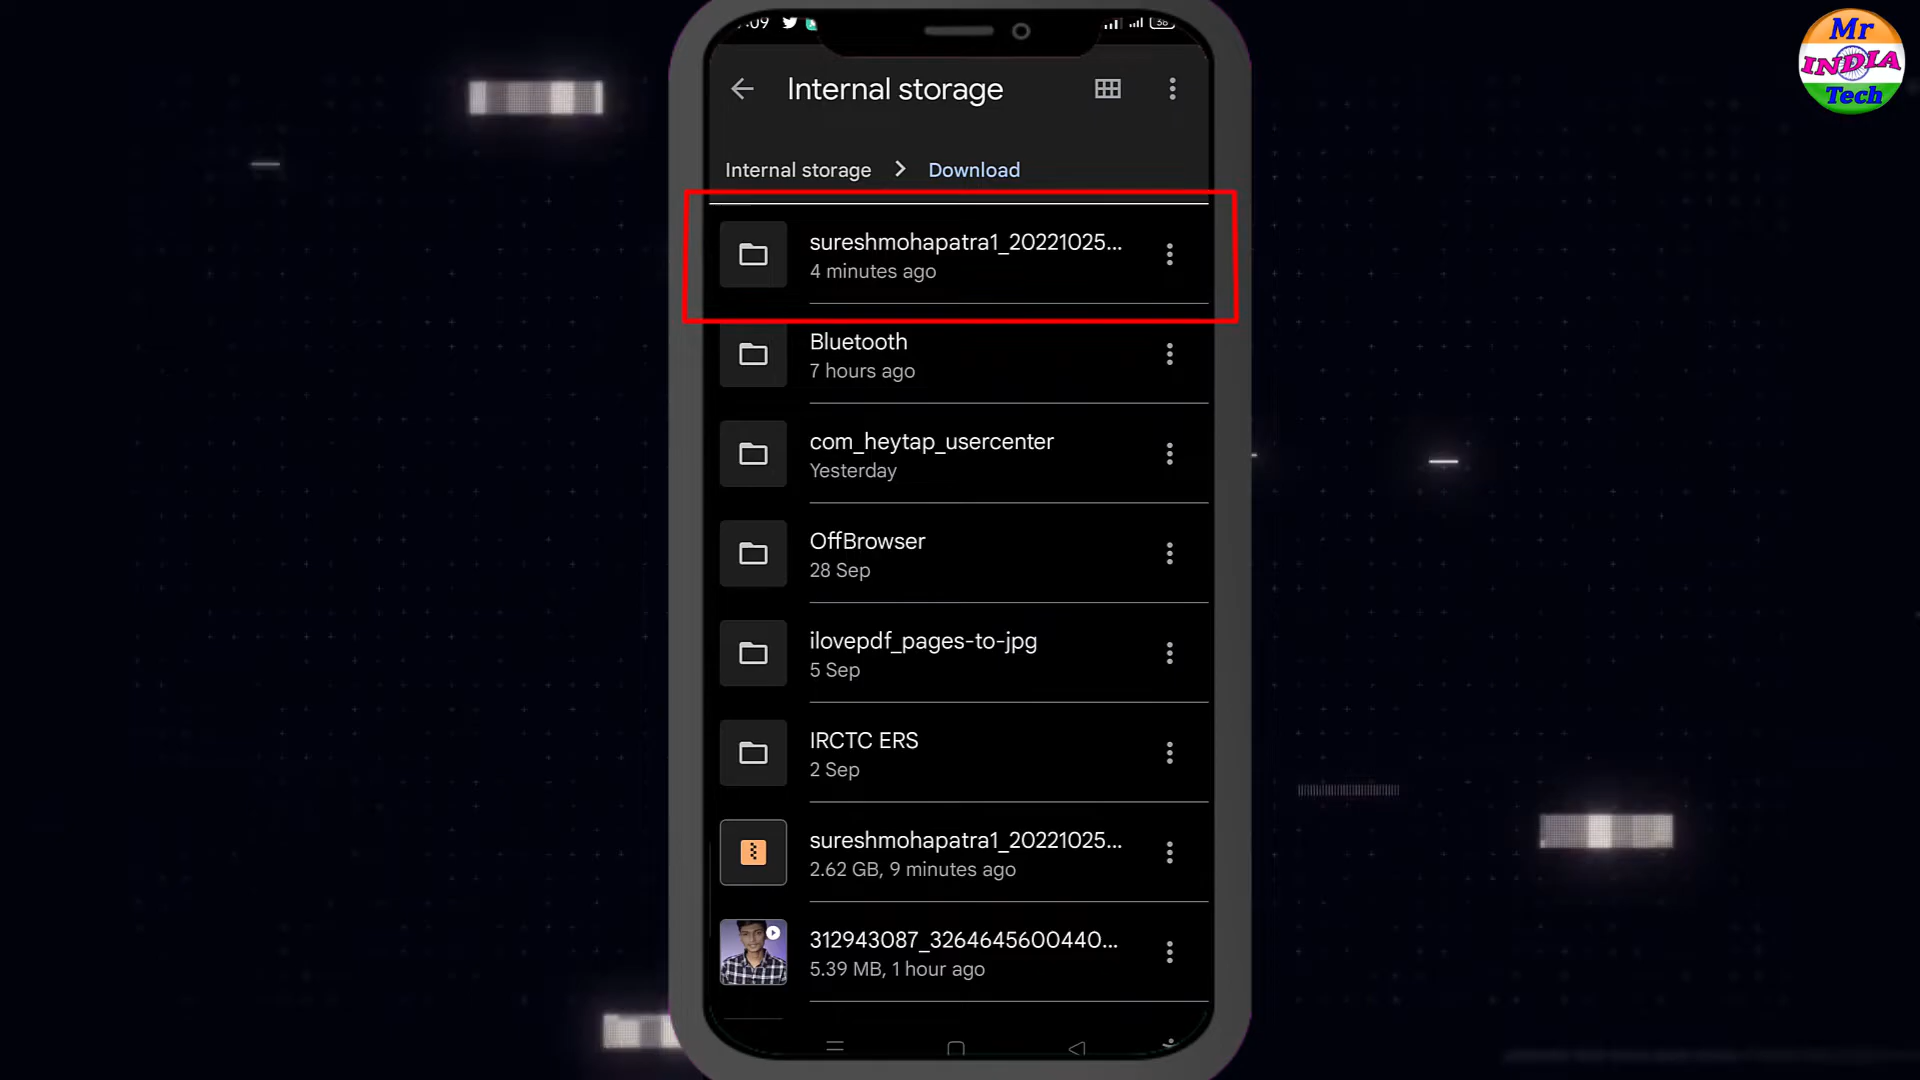 :09
38
Internal storage
Internal storage > Download
sureshmohapatra1_20221025...
4 minutes ago
Bluetooth
7 hours ago
com_heytap_usercenter
Yesterday
OffBrowser
28 Sep
ilovepdf_pages-to-jpg
5 Sep
IRCTC ERS
2 Sep
sureshmohapatra1_20221025...
2.62 GB, 9 minutes ago
312943087_3264645600440...
5.39 MB, 1 hour ago
Mr
INDIA
Tech